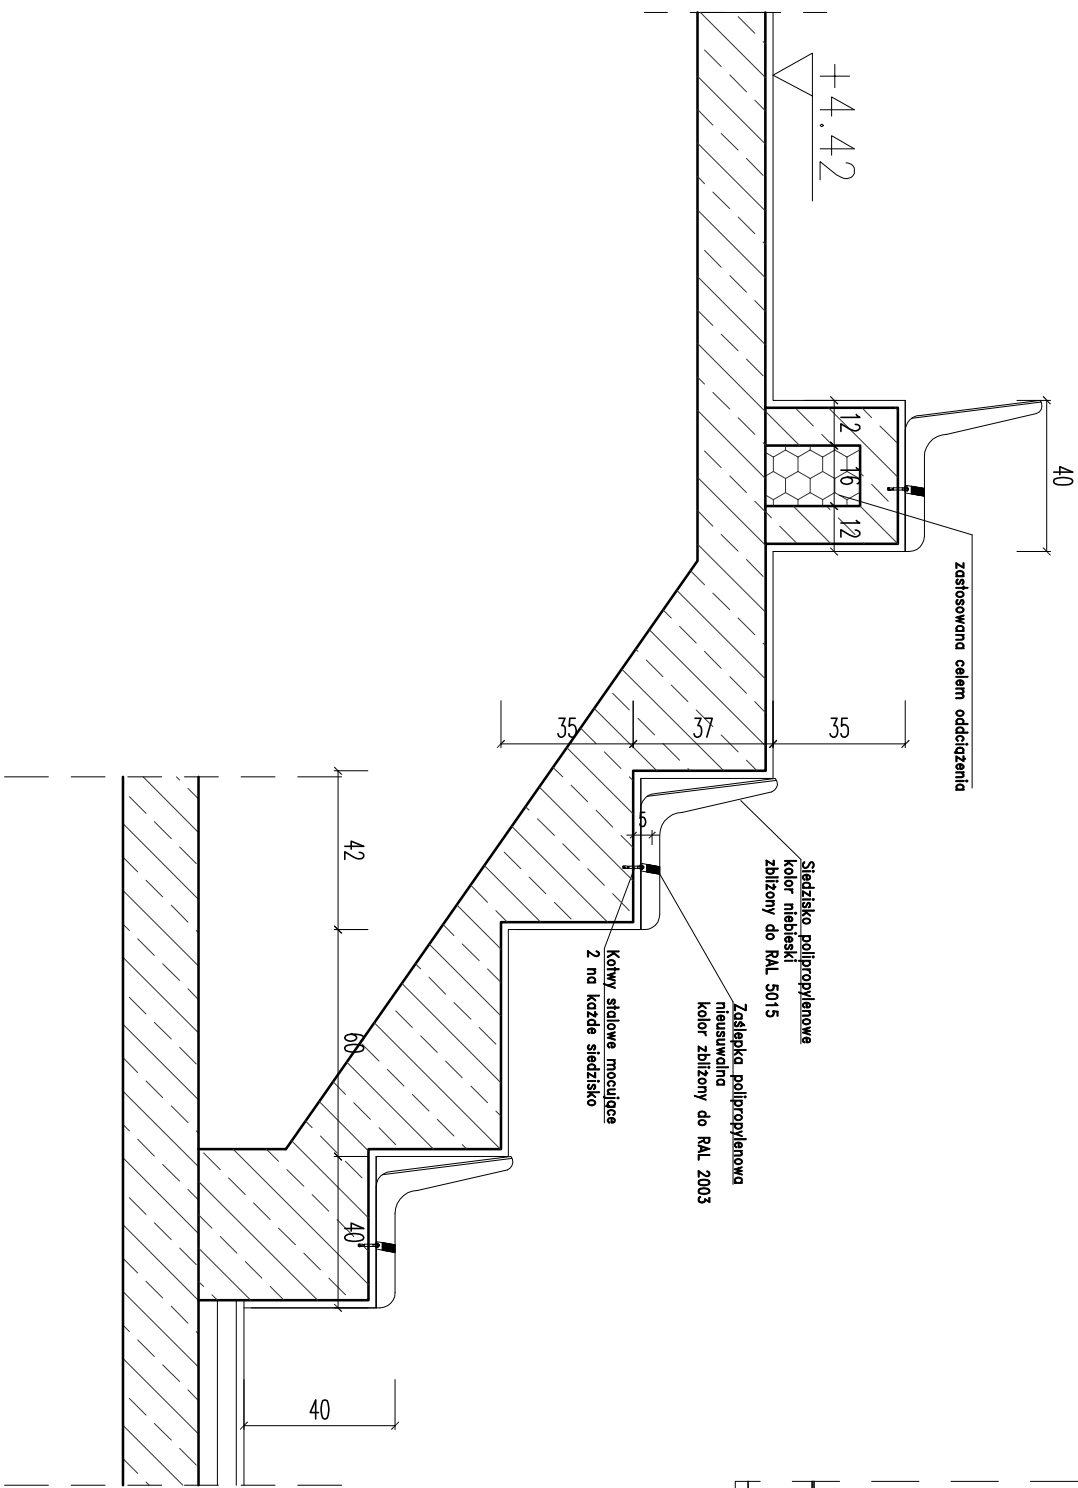 +4.42
40
12
16
12
zastosowana celem oddciążenia
35
37
35
5
Siedzisko polipropylenowe
kolor niebieski
zbliżony do RAL 5015
Zaślepka polipropylenowa
nieusuwalna
kolor zbliżony do RAL 2003
Kotwy stalowe mocujące
2 na każde siedzisko
42
60
40
40